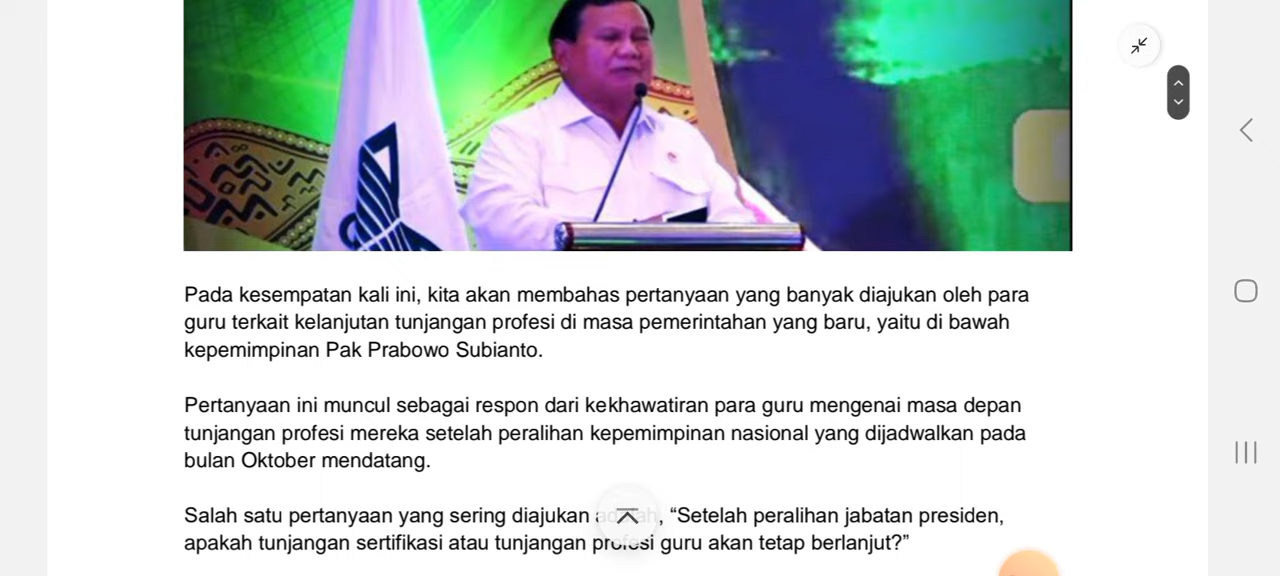 Pada kesempatan kali ini, kita akan membahas pertanyaan yang banyak diajukan oleh para
guru terkait kelanjutan tunjangan profesi di masa pemerintahan yang baru, yaitu di bawah
kepemimpinan Pak Prabowo Subianto.
Pertanyaan ini muncul sebagai respon dari kekhawatiran para guru mengenai masa depan
tunjangan profesi mereka setelah peralihan kepemimpinan nasional yang dijadwalkan pada
bulan Oktober mendatang.
Salah satu pertanyaan yang sering diajukan adalah, “Setelah peralihan jabatan presiden,
apakah tunjangan sertifikasi atau tunjangan profesi guru akan tetap berlanjut?”